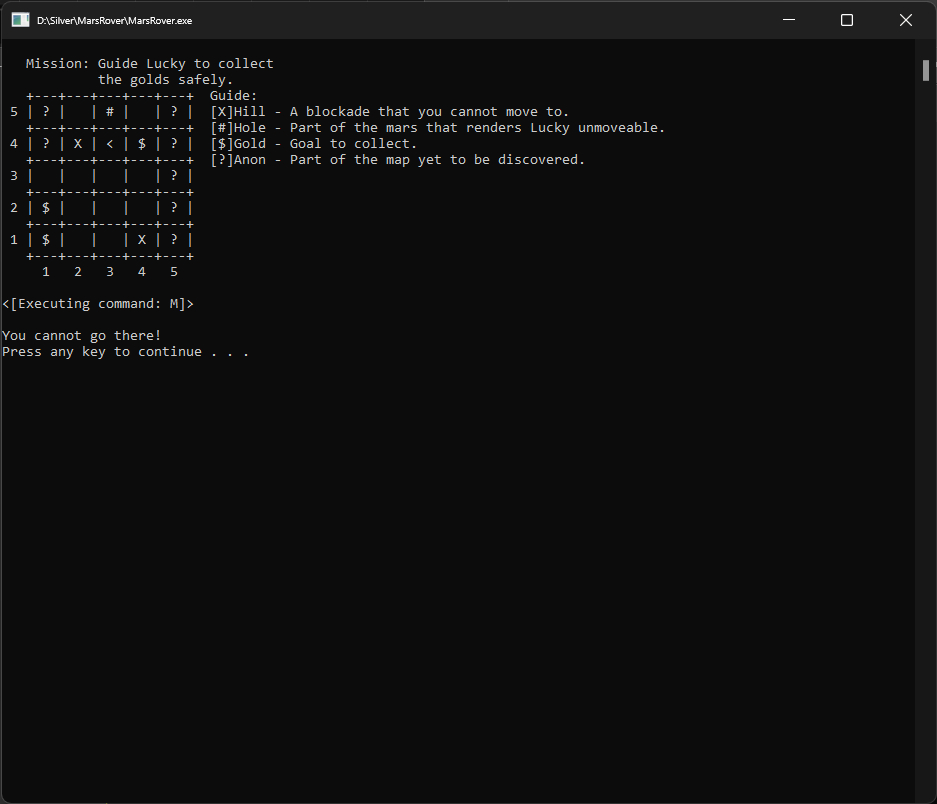 D:\Silver\MarsRover\MarsRover.exe
   Mission: Guide Lucky to collect
            the golds safely.
   +---+---+---+---+---+  Guide:
 5 | ? |   | # |   | ? |  [X]Hill - A blockade that you cannot move to.
   +---+---+---+---+---+  [#]Hole - Part of the mars that renders Lucky unmoveable.
 4 | ? | X | < | $ | ? |  [$]Gold - Goal to collect.
   +---+---+---+---+---+  [?]Anon - Part of the map yet to be discovered.
 3 |   |   |   |   | ? |
   +---+---+---+---+---+
 2 | $ |   |   |   | ? |
   +---+---+---+---+---+
 1 | $ |   |   | X | ? |
   +---+---+---+---+---+
     1   2   3   4   5
<[Executing command: M]>
You cannot go there!
Press any key to continue . . .